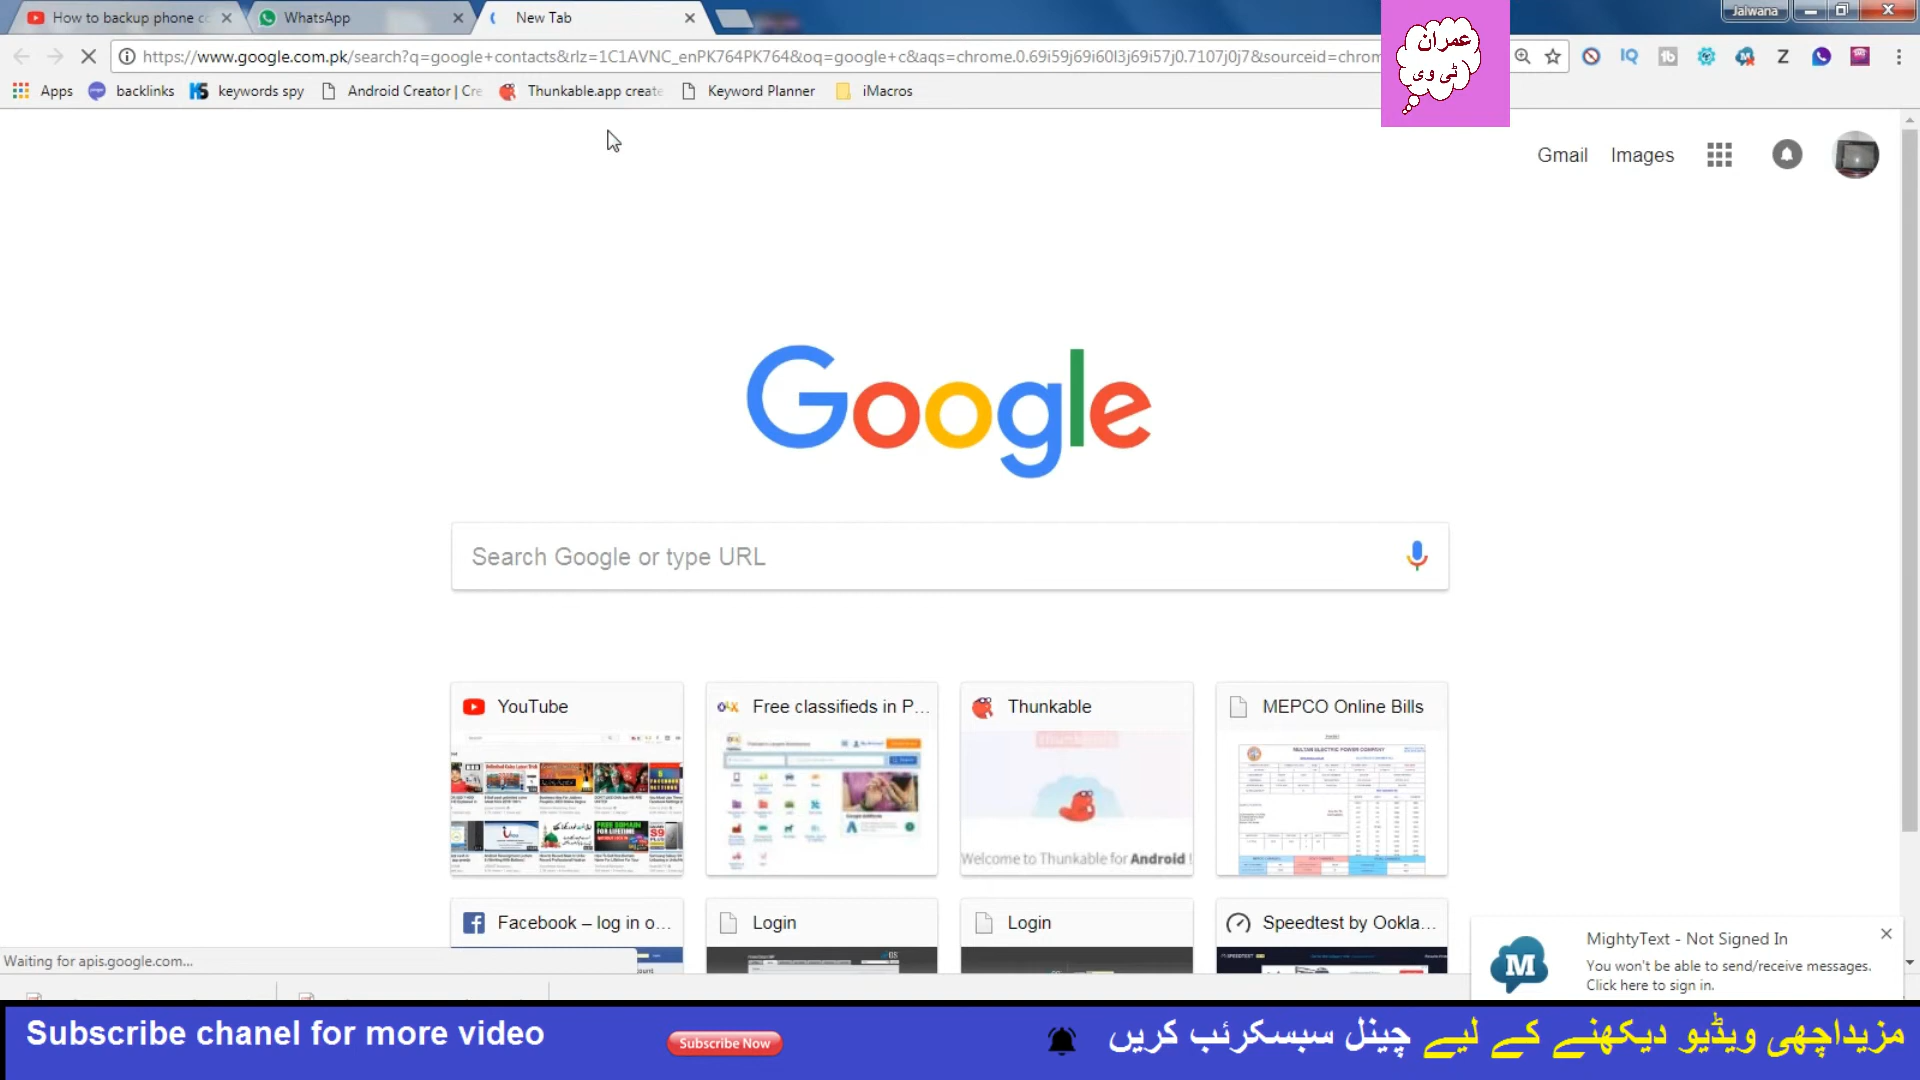 How to backup phone co
WhatsApp
New Tab
Jalwana
https://www.google.com.pk/search?q=google+contacts&rlz=1C1AVNC_enPK764PK764&oq=google+c&aqs=chrome.0.69i59j69i60l3j69i57j0.7107j0j7&sourceid=chrom
Apps
backlinks
keywords spy
Android Creator | Cre
Thunkable.app create
Keyword Planner
iMacros
عمران
ٹی وی
Gmail
Images
Google
Search Google or type URL
YouTube
Free classifieds in P...
Thunkable
MEPCO Online Bills
MULTAN ELECTRIC POWER COMPANY
Welcome to Thunkable for Android !
Facebook – log in o...
Login
Login
Speedtest by Ookla...
Waiting for apis.google.com...
MightyText - Not Signed In
You won't be able to send/receive messages.
Click here to sign in.
Subscribe chanel for more video
Subscribe Now
مزیداچھی ویڈیو دیکھنے کے لیے چینل سبسکرئب کریں